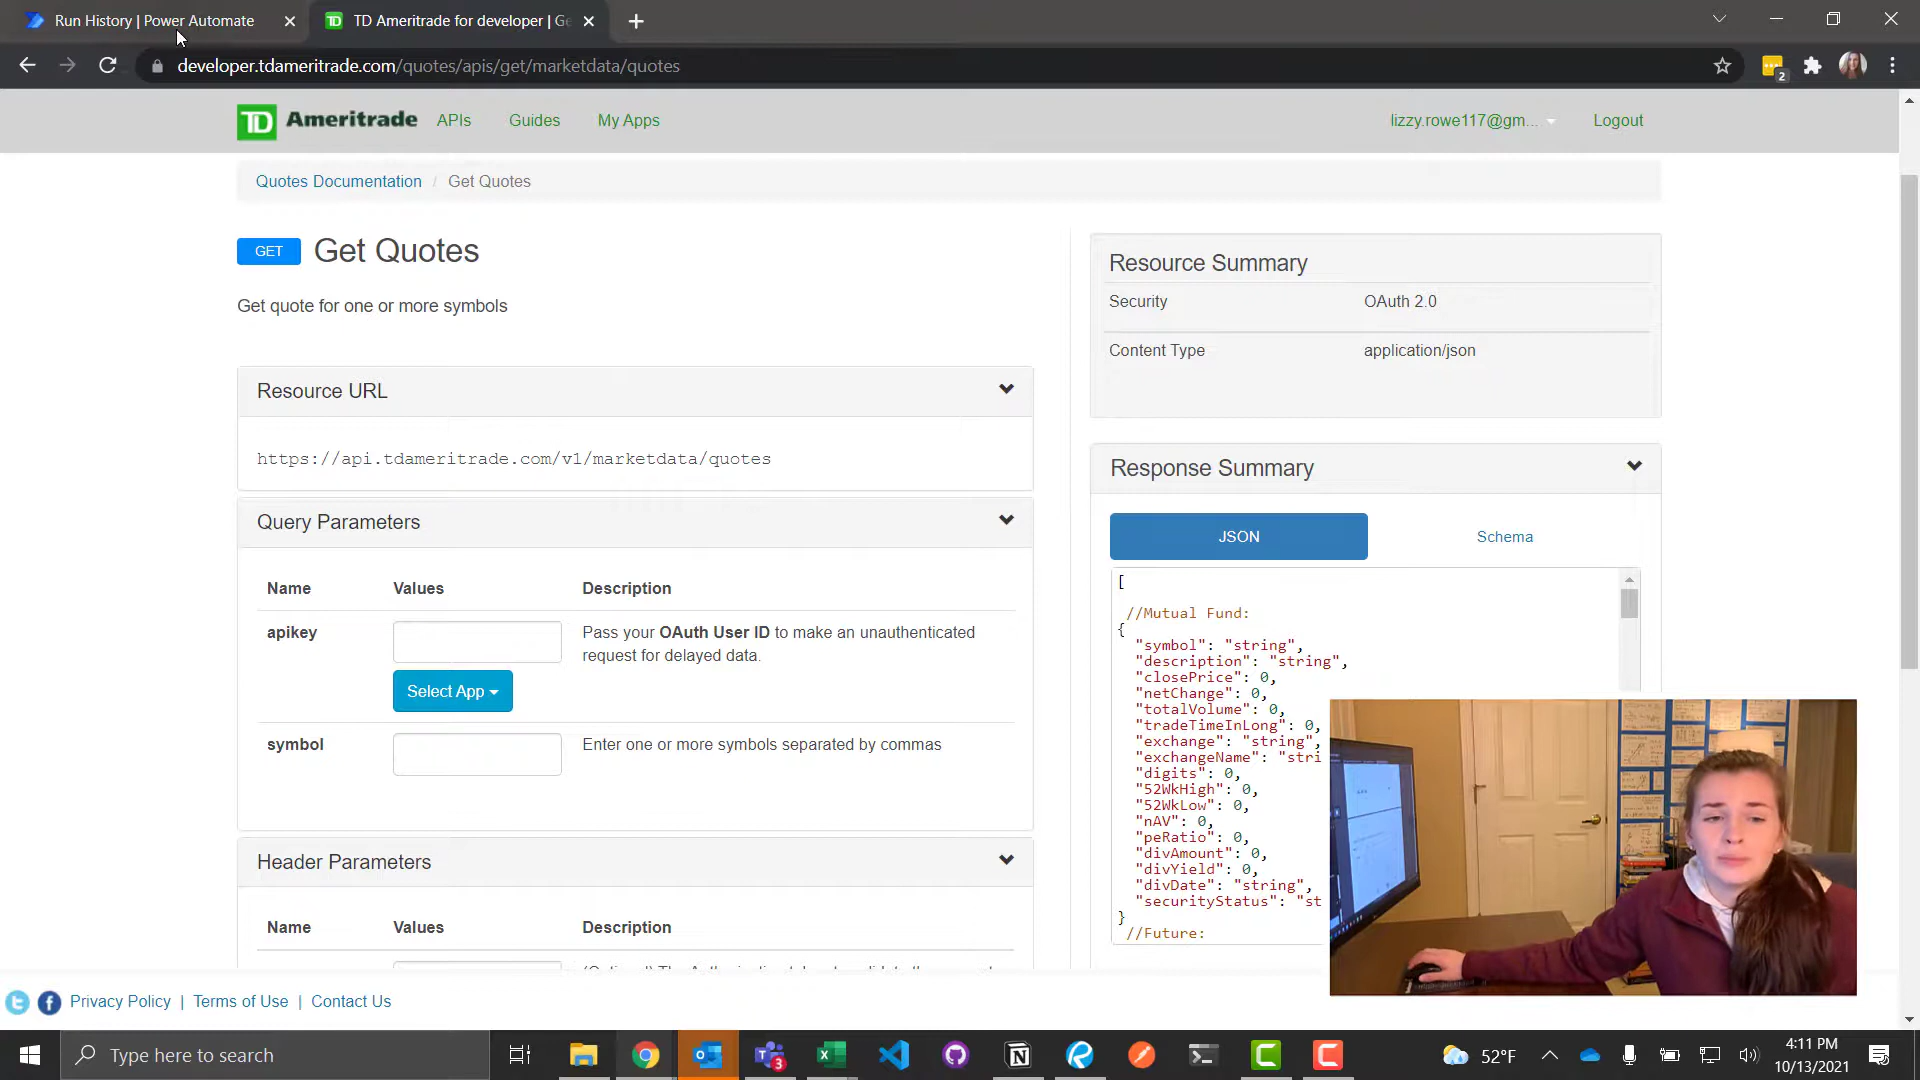 Run History | Power Automate
TD Ameritrade for developer | Ge
developer.tdameritrade.com/quotes/apis/get/marketdata/quotes
2
TD Ameritrade
APIs
Guides
My Apps
lizzy.rowe117@gm...
Logout
Quotes Documentation / Get Quotes
GET Get Quotes
Get quote for one or more symbols
Resource URL
https://api.tdameritrade.com/v1/marketdata/quotes
Query Parameters
Name Values Description
apikey
Pass your OAuth User ID to make an unauthenticated
request for delayed data.
Select App
symbol
Enter one or more symbols separated by commas
Header Parameters
Name Values Description
Resource Summary
Security OAuth 2.0
Content Type application/json
Response Summary
JSON Schema
[
//Mutual Fund:
{
"symbol": "string",
"description": "string",
"closePrice": 0,
"netChange": 0,
"totalVolume": 0,
"tradeTimeInLong": 0,
"exchange": "string",
"exchangeName": "stri
"digits": 0,
"52WkHigh": 0,
"52WkLow": 0,
"nAV": 0,
"peRatio": 0,
"divAmount": 0,
"divYield": 0,
"divDate": "string",
"securityStatus": "st
}
//Future:
Privacy Policy | Terms of Use | Contact Us
Type here to search
3
52°F
4:11 PM
10/13/2021